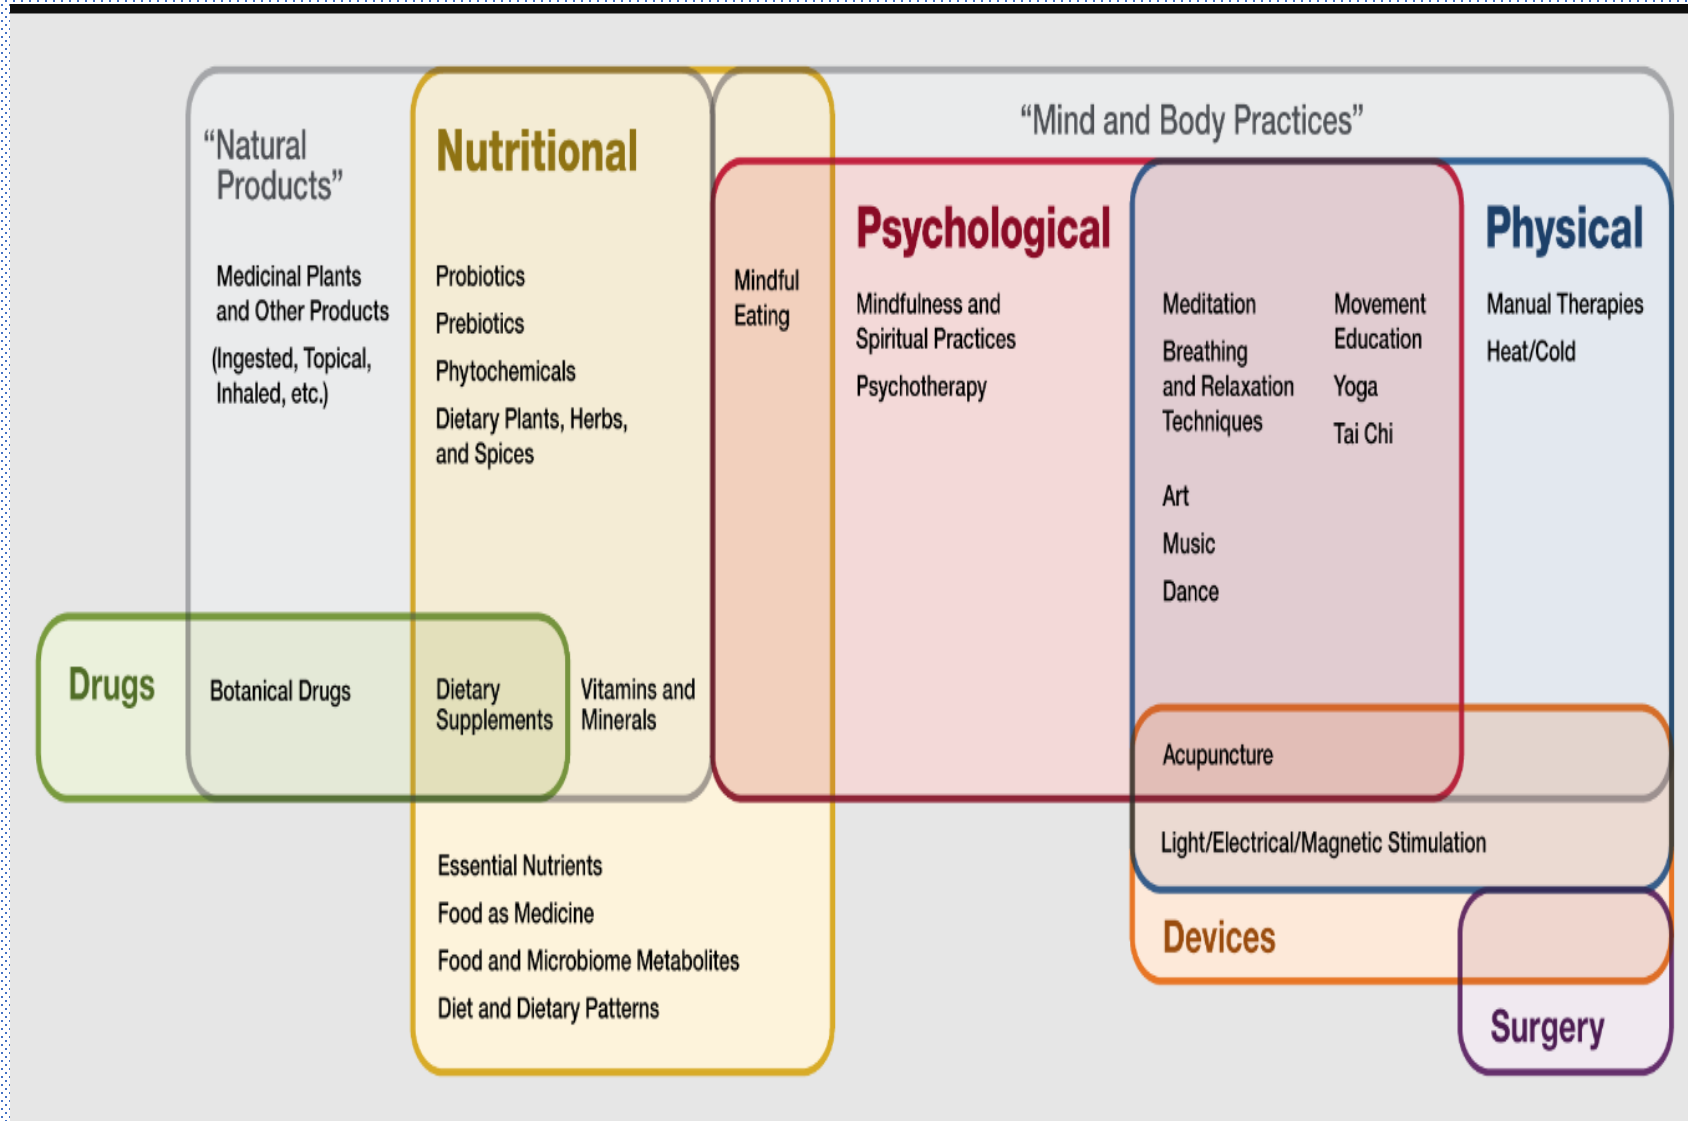 “Natural
Products”
Medicinal Plants
and Other Products
(Ingested, Topical,
Inhaled, etc.)
Nutritional
Probiotics
Prebiotics
Phytochemicals
Dietary Plants, Herbs,
and Spices
Mindful
Eating
“Mind and Body Practices”
Psychological
Mindfulness and
Spiritual Practices
Psychotherapy
Meditation
Breathing
and Relaxation
Techniques
Art
Music
Dance
Movement
Education
Yoga
Tai Chi
Physical
Manual Therapies
Heat/Cold
Drugs
Botanical Drugs
Dietary
Supplements
Vitamins and
Minerals
Essential Nutrients
Food as Medicine
Food and Microbiome Metabolites
Diet and Dietary Patterns
Acupuncture
Light/Electrical/Magnetic Stimulation
Devices
Surgery